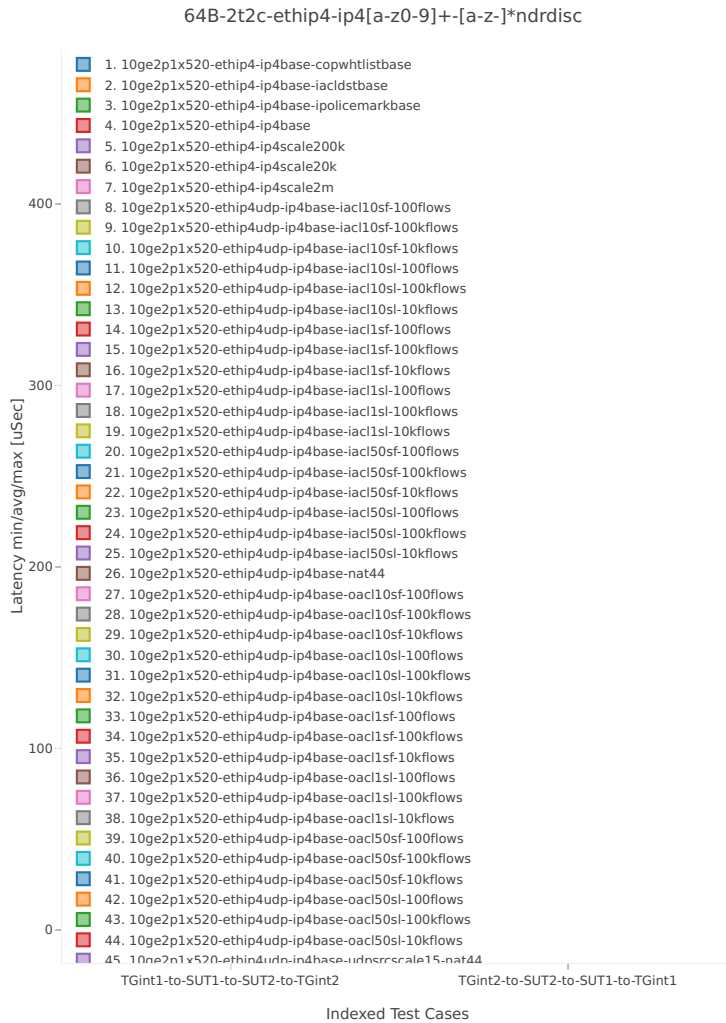 64B-2t2c-ethip4-ip4[a-z0-9]+-[a-z-]*ndrdisc
1. 10ge2p1x520-ethip4-ip4base-copwhtlistbase
2. 10ge2p1x520-ethip4-ip4base-iacldstbase
3. 10ge2p1x520-ethip4-ip4base-ipolicemarkbase
4. 10ge2p1x520-ethip4-ip4base
5. 10ge2p1x520-ethip4-ip4scale200k
6. 10ge2p1x520-ethip4-ip4scale20k
7. 10ge2p1x520-ethip4-ip4scale2m
8. 10ge2p1x520-ethip4udp-ip4base-iacl10sf-100flows
9. 10ge2p1x520-ethip4udp-ip4base-iacl10sf-100kflows
10. 10ge2p1x520-ethip4udp-ip4base-iacl10sf-10kflows
11. 10ge2p1x520-ethip4udp-ip4base-iacl10sl-100flows
12. 10ge2p1x520-ethip4udp-ip4base-iacl10sl-100kflows
13. 10ge2p1x520-ethip4udp-ip4base-iacl10sl-10kflows
14. 10ge2p1x520-ethip4udp-ip4base-iacl1sf-100flows
15. 10ge2p1x520-ethip4udp-ip4base-iacl1sf-100kflows
16. 10ge2p1x520-ethip4udp-ip4base-iacl1sf-10kflows
17. 10ge2p1x520-ethip4udp-ip4base-iacl1sl-100flows
18. 10ge2p1x520-ethip4udp-ip4base-iacl1sl-100kflows
19. 10ge2p1x520-ethip4udp-ip4base-iacl1sl-10kflows
20. 10ge2p1x520-ethip4udp-ip4base-iacl50sf-100flows
21. 10ge2p1x520-ethip4udp-ip4base-iacl50sf-100kflows
22. 10ge2p1x520-ethip4udp-ip4base-iacl50sf-10kflows
23. 10ge2p1x520-ethip4udp-ip4base-iacl50sl-100flows
24. 10ge2p1x520-ethip4udp-ip4base-iacl50sl-100kflows
25. 10ge2p1x520-ethip4udp-ip4base-iacl50sl-10kflows
26. 10ge2p1x520-ethip4udp-ip4base-nat44
27. 10ge2p1x520-ethip4udp-ip4base-oacl10sf-100flows
28. 10ge2p1x520-ethip4udp-ip4base-oacl10sf-100kflows
29. 10ge2p1x520-ethip4udp-ip4base-oacl10sf-10kflows
30. 10ge2p1x520-ethip4udp-ip4base-oacl10sl-100flows
31. 10ge2p1x520-ethip4udp-ip4base-oacl10sl-100kflows
32. 10ge2p1x520-ethip4udp-ip4base-oacl10sl-10kflows
33. 10ge2p1x520-ethip4udp-ip4base-oacl1sf-100flows
34. 10ge2p1x520-ethip4udp-ip4base-oacl1sf-100kflows
35. 10ge2p1x520-ethip4udp-ip4base-oacl1sf-10kflows
36. 10ge2p1x520-ethip4udp-ip4base-oacl1sl-100flows
37. 10ge2p1x520-ethip4udp-ip4base-oacl1sl-100kflows
38. 10ge2p1x520-ethip4udp-ip4base-oacl1sl-10kflows
39. 10ge2p1x520-ethip4udp-ip4base-oacl50sf-100flows
40. 10ge2p1x520-ethip4udp-ip4base-oacl50sf-100kflows
41. 10ge2p1x520-ethip4udp-ip4base-oacl50sf-10kflows
42. 10ge2p1x520-ethip4udp-ip4base-oacl50sl-100flows
43. 10ge2p1x520-ethip4udp-ip4base-oacl50sl-100kflows
44. 10ge2p1x520-ethip4udp-ip4base-oacl50sl-10kflows
45. 10ge2p1x520-ethip4udp-ip4base-udpsrcscale15-nat44
400
300
200
100
0
Latency min/avg/max [uSec]
TGint1-to-SUT1-to-SUT2-to-TGint2
TGint2-to-SUT2-to-SUT1-to-TGint1
Indexed Test Cases